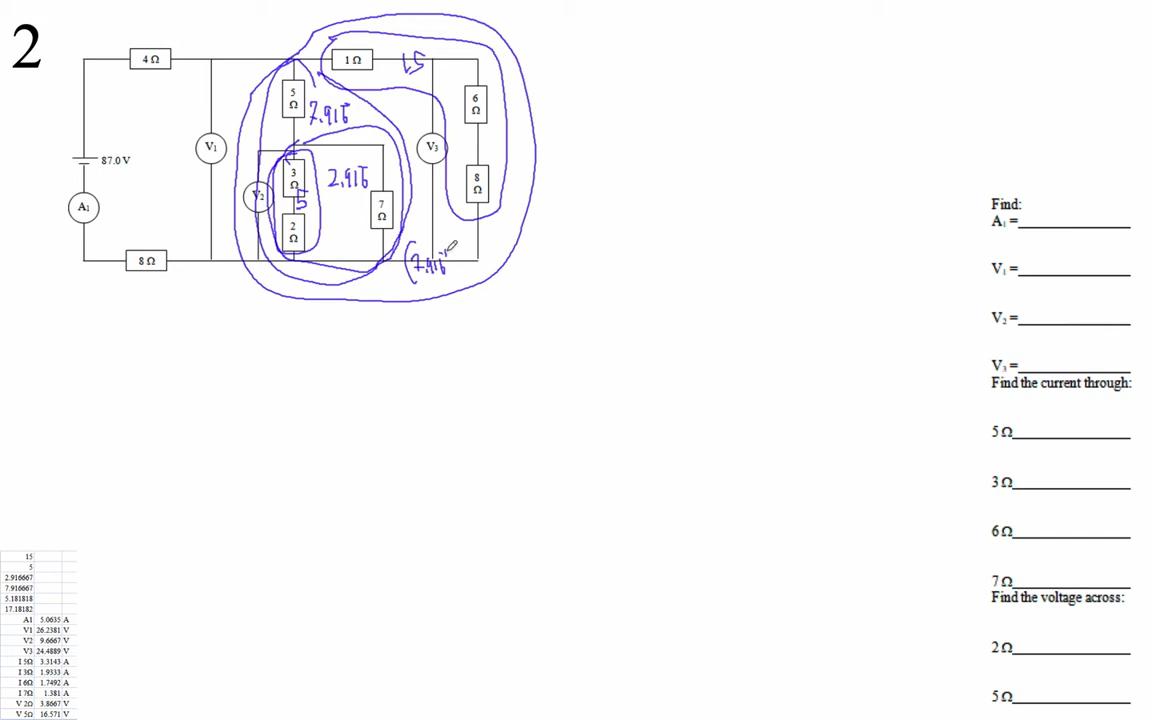 2
4 Ω
1 Ω
15
5
Ω
7.916
6
Ω
87.0 V
V1
V3
3
Ω
5
2.916
V2
8
Ω
A1
7
Ω
2
Ω
8 Ω
(7.916⁻¹
Find:
A1 =
V1 =
V2 =
V3 =
Find the current through:
5 Ω
3 Ω
6 Ω
7 Ω
Find the voltage across:
2 Ω
5 Ω
15
5
2.916667
7.916667
5.181818
17.18182
A1 5.0635 A
V1 26.2381 V
V2 9.6667 V
V3 24.4889 V
I 5Ω 3.3143 A
I 3Ω 1.9333 A
I 6Ω 1.7492 A
I 7Ω 1.381 A
V 2Ω 3.8667 V
V 5Ω 16.571 V